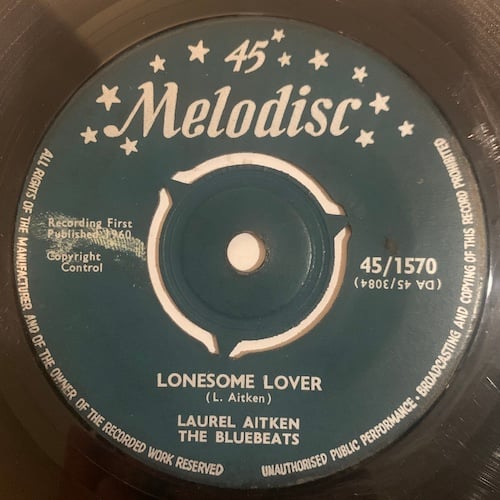 45
Melodisc
Recording First
Published 1960
Copyright
Control
45/1570
(DA 45/3084)
LONESOME LOVER
(L. Aitken)
LAUREL AITKEN
THE BLUEBEATS
ALL RIGHTS OF THE MANUFACTURER AND OF THE OWNER OF THE RECORDED WORK RESERVED
UNAUTHORISED PUBLIC PERFORMANCE · BROADCASTING AND COPYING OF THIS RECORD PROHIBITED